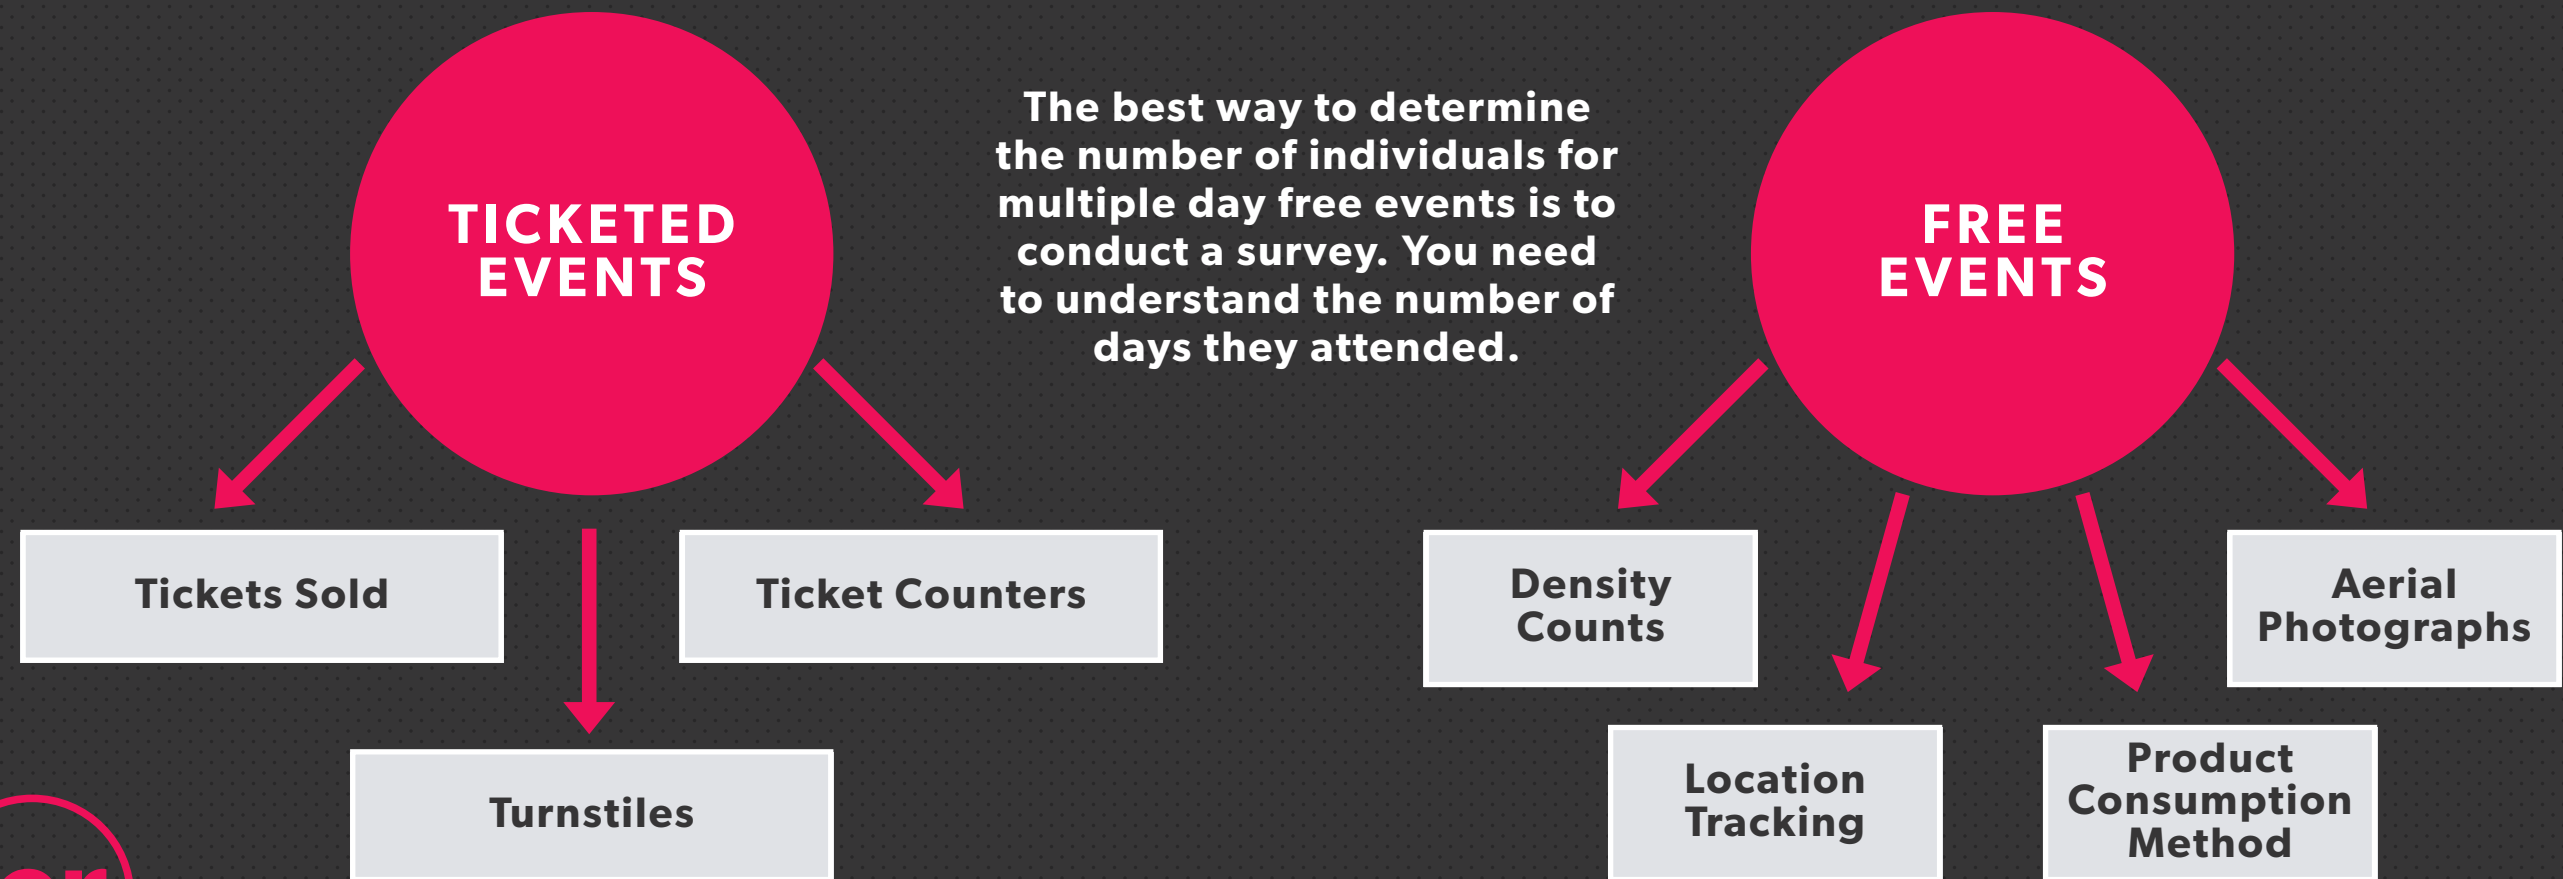 TICKETED
EVENTS
The best way to determine
the number of individuals for
multiple day free events is to
conduct a survey. You need
to understand the number of
days they attended.
FREE
EVENTS
Tickets Sold
Ticket Counters
Turnstiles
Density
Counts
Location
Tracking
Product
Consumption
Method
Aerial
Photographs